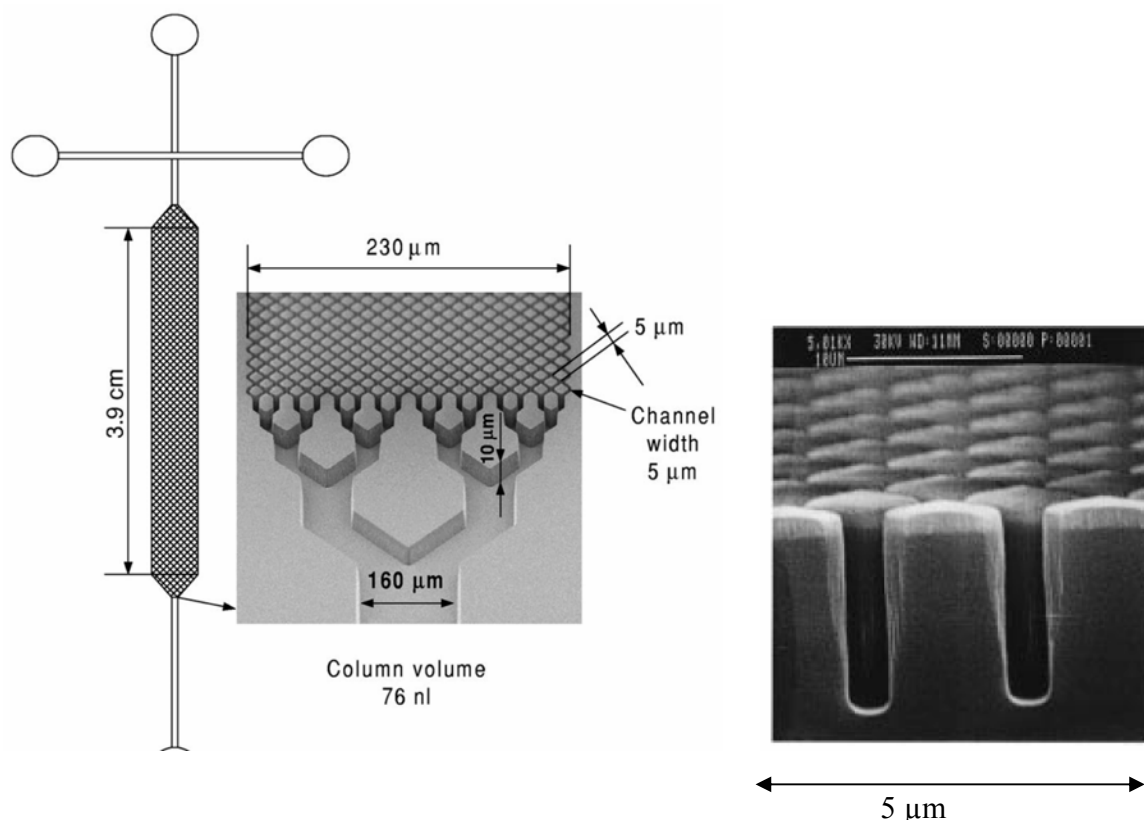 230 μm
5 μm
3.9 cm
10 μm
Channel
width
5 μm
160 μm
Column volume
76 nl
5.01KX 30KV WD:11MM S:00000 P:00001
10UM
5 μm